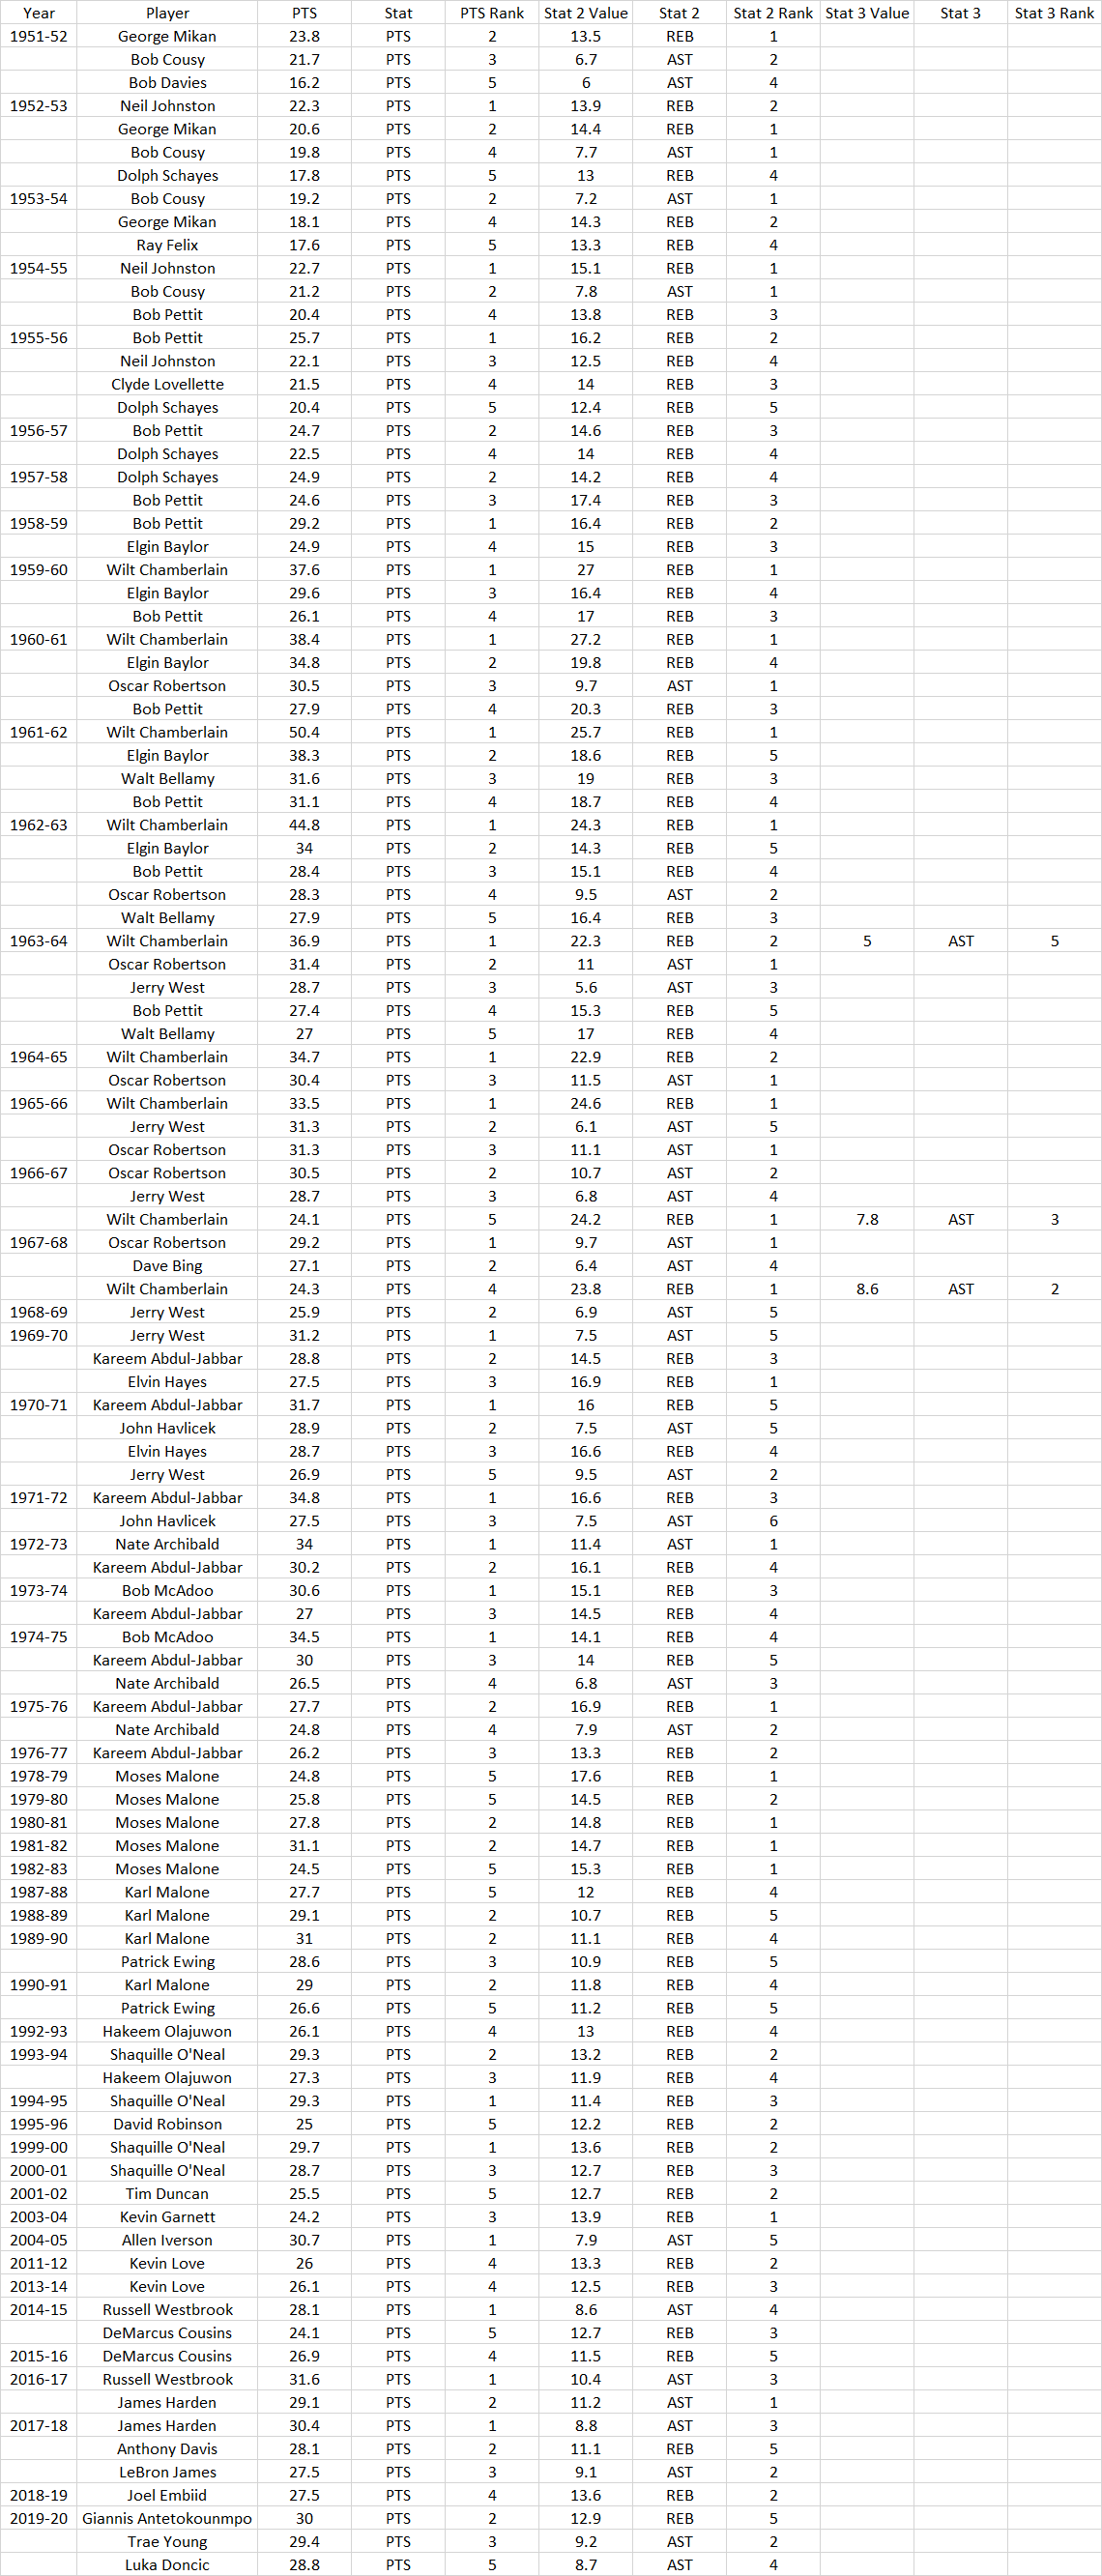 Year Player PTS Stat PTS Rank Stat 2 Value Stat 2 Stat 2 Rank Stat 3 Value Stat 3 Stat 3 Rank
1951-52 George Mikan 23.8 PTS 2 13.5 REB 1
Bob Cousy 21.7 PTS 3 6.7 AST 2
Bob Davies 16.2 PTS 5 6 AST 4
1952-53 Neil Johnston 22.3 PTS 1 13.9 REB 2
George Mikan 20.6 PTS 2 14.4 REB 1
Bob Cousy 19.8 PTS 4 7.7 AST 1
Dolph Schayes 17.8 PTS 5 13 REB 4
1953-54 Bob Cousy 19.2 PTS 2 7.2 AST 1
George Mikan 18.1 PTS 4 14.3 REB 2
Ray Felix 17.6 PTS 5 13.3 REB 4
1954-55 Neil Johnston 22.7 PTS 1 15.1 REB 1
Bob Cousy 21.2 PTS 2 7.8 AST 1
Bob Pettit 20.4 PTS 4 13.8 REB 3
1955-56 Bob Pettit 25.7 PTS 1 16.2 REB 2
Neil Johnston 22.1 PTS 3 12.5 REB 4
Clyde Lovellette 21.5 PTS 4 14 REB 3
Dolph Schayes 20.4 PTS 5 12.4 REB 5
1956-57 Bob Pettit 24.7 PTS 2 14.6 REB 3
Dolph Schayes 22.5 PTS 4 14 REB 4
1957-58 Dolph Schayes 24.9 PTS 2 14.2 REB 4
Bob Pettit 24.6 PTS 3 17.4 REB 3
1958-59 Bob Pettit 29.2 PTS 1 16.4 REB 2
Elgin Baylor 24.9 PTS 4 15 REB 3
1959-60 Wilt Chamberlain 37.6 PTS 1 27 REB 1
Elgin Baylor 29.6 PTS 3 16.4 REB 4
Bob Pettit 26.1 PTS 4 17 REB 3
1960-61 Wilt Chamberlain 38.4 PTS 1 27.2 REB 1
Elgin Baylor 34.8 PTS 2 19.8 REB 4
Oscar Robertson 30.5 PTS 3 9.7 AST 1
Bob Pettit 27.9 PTS 4 20.3 REB 3
1961-62 Wilt Chamberlain 50.4 PTS 1 25.7 REB 1
Elgin Baylor 38.3 PTS 2 18.6 REB 5
Walt Bellamy 31.6 PTS 3 19 REB 3
Bob Pettit 31.1 PTS 4 18.7 REB 4
1962-63 Wilt Chamberlain 44.8 PTS 1 24.3 REB 1
Elgin Baylor 34 PTS 2 14.3 REB 5
Bob Pettit 28.4 PTS 3 15.1 REB 4
Oscar Robertson 28.3 PTS 4 9.5 AST 2
Walt Bellamy 27.9 PTS 5 16.4 REB 3
1963-64 Wilt Chamberlain 36.9 PTS 1 22.3 REB 2 5 AST 5
Oscar Robertson 31.4 PTS 2 11 AST 1
Jerry West 28.7 PTS 3 5.6 AST 3
Bob Pettit 27.4 PTS 4 15.3 REB 5
Walt Bellamy 27 PTS 5 17 REB 4
1964-65 Wilt Chamberlain 34.7 PTS 1 22.9 REB 2
Oscar Robertson 30.4 PTS 3 11.5 AST 1
1965-66 Wilt Chamberlain 33.5 PTS 1 24.6 REB 1
Jerry West 31.3 PTS 2 6.1 AST 5
Oscar Robertson 31.3 PTS 3 11.1 AST 1
1966-67 Oscar Robertson 30.5 PTS 2 10.7 AST 2
Jerry West 28.7 PTS 3 6.8 AST 4
Wilt Chamberlain 24.1 PTS 5 24.2 REB 1 7.8 AST 3
1967-68 Oscar Robertson 29.2 PTS 1 9.7 AST 1
Dave Bing 27.1 PTS 2 6.4 AST 4
Wilt Chamberlain 24.3 PTS 4 23.8 REB 1 8.6 AST 2
1968-69 Jerry West 25.9 PTS 2 6.9 AST 5
1969-70 Jerry West 31.2 PTS 1 7.5 AST 5
Kareem Abdul-Jabbar 28.8 PTS 2 14.5 REB 3
Elvin Hayes 27.5 PTS 3 16.9 REB 1
1970-71 Kareem Abdul-Jabbar 31.7 PTS 1 16 REB 5
John Havlicek 28.9 PTS 2 7.5 AST 5
Elvin Hayes 28.7 PTS 3 16.6 REB 4
Jerry West 26.9 PTS 5 9.5 AST 2
1971-72 Kareem Abdul-Jabbar 34.8 PTS 1 16.6 REB 3
John Havlicek 27.5 PTS 3 7.5 AST 6
1972-73 Nate Archibald 34 PTS 1 11.4 AST 1
Kareem Abdul-Jabbar 30.2 PTS 2 16.1 REB 4
1973-74 Bob McAdoo 30.6 PTS 1 15.1 REB 3
Kareem Abdul-Jabbar 27 PTS 3 14.5 REB 4
1974-75 Bob McAdoo 34.5 PTS 1 14.1 REB 4
Kareem Abdul-Jabbar 30 PTS 3 14 REB 5
Nate Archibald 26.5 PTS 4 6.8 AST 3
1975-76 Kareem Abdul-Jabbar 27.7 PTS 2 16.9 REB 1
Nate Archibald 24.8 PTS 4 7.9 AST 2
1976-77 Kareem Abdul-Jabbar 26.2 PTS 3 13.3 REB 2
1978-79 Moses Malone 24.8 PTS 5 17.6 REB 1
1979-80 Moses Malone 25.8 PTS 5 14.5 REB 2
1980-81 Moses Malone 27.8 PTS 2 14.8 REB 1
1981-82 Moses Malone 31.1 PTS 2 14.7 REB 1
1982-83 Moses Malone 24.5 PTS 5 15.3 REB 1
1987-88 Karl Malone 27.7 PTS 5 12 REB 4
1988-89 Karl Malone 29.1 PTS 2 10.7 REB 5
1989-90 Karl Malone 31 PTS 2 11.1 REB 4
Patrick Ewing 28.6 PTS 3 10.9 REB 5
1990-91 Karl Malone 29 PTS 2 11.8 REB 4
Patrick Ewing 26.6 PTS 5 11.2 REB 5
1992-93 Hakeem Olajuwon 26.1 PTS 4 13 REB 4
1993-94 Shaquille O'Neal 29.3 PTS 2 13.2 REB 2
Hakeem Olajuwon 27.3 PTS 3 11.9 REB 4
1994-95 Shaquille O'Neal 29.3 PTS 1 11.4 REB 3
1995-96 David Robinson 25 PTS 5 12.2 REB 2
1999-00 Shaquille O'Neal 29.7 PTS 1 13.6 REB 2
2000-01 Shaquille O'Neal 28.7 PTS 3 12.7 REB 3
2001-02 Tim Duncan 25.5 PTS 5 12.7 REB 2
2003-04 Kevin Garnett 24.2 PTS 3 13.9 REB 1
2004-05 Allen Iverson 30.7 PTS 1 7.9 AST 5
2011-12 Kevin Love 26 PTS 4 13.3 REB 2
2013-14 Kevin Love 26.1 PTS 4 12.5 REB 3
2014-15 Russell Westbrook 28.1 PTS 1 8.6 AST 4
DeMarcus Cousins 24.1 PTS 5 12.7 REB 3
2015-16 DeMarcus Cousins 26.9 PTS 4 11.5 REB 5
2016-17 Russell Westbrook 31.6 PTS 1 10.4 AST 3
James Harden 29.1 PTS 2 11.2 AST 1
2017-18 James Harden 30.4 PTS 1 8.8 AST 3
Anthony Davis 28.1 PTS 2 11.1 REB 5
LeBron James 27.5 PTS 3 9.1 AST 2
2018-19 Joel Embiid 27.5 PTS 4 13.6 REB 2
2019-20 Giannis Antetokounmpo 30 PTS 2 12.9 REB 5
Trae Young 29.4 PTS 3 9.2 AST 2
Luka Doncic 28.8 PTS 5 8.7 AST 4